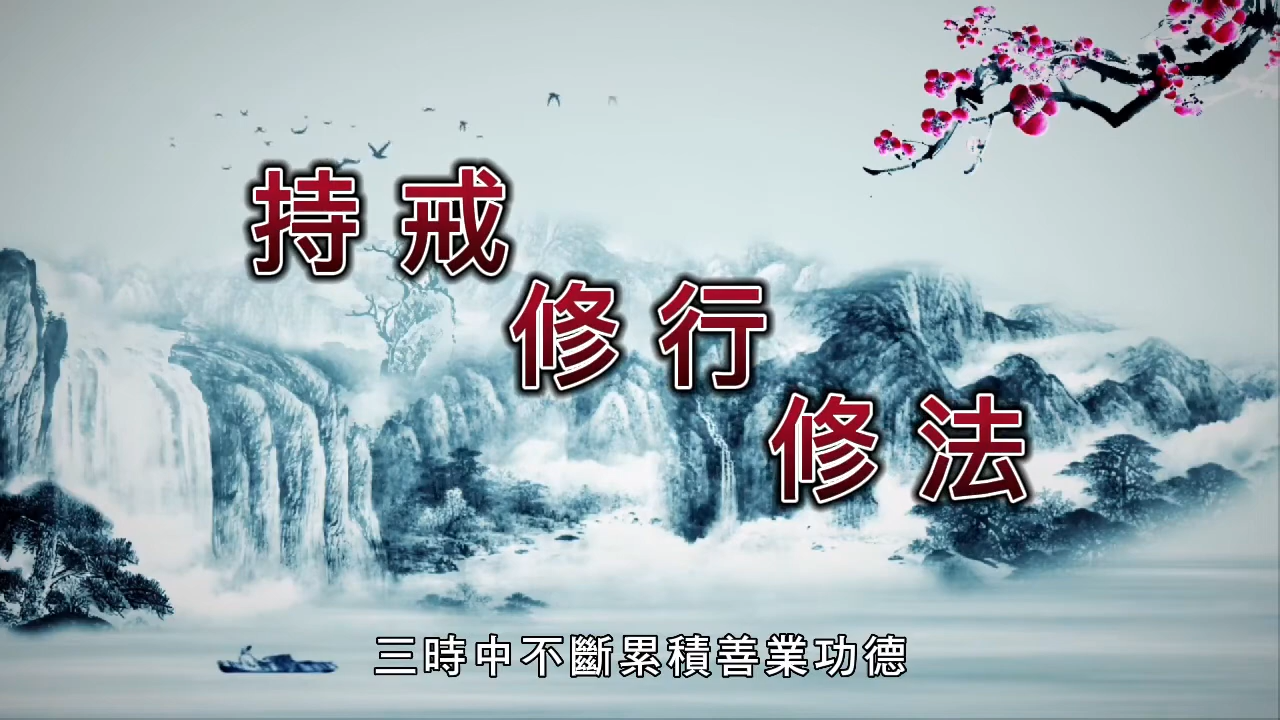 持戒
修行
修法
三時中不斷累積善業功德